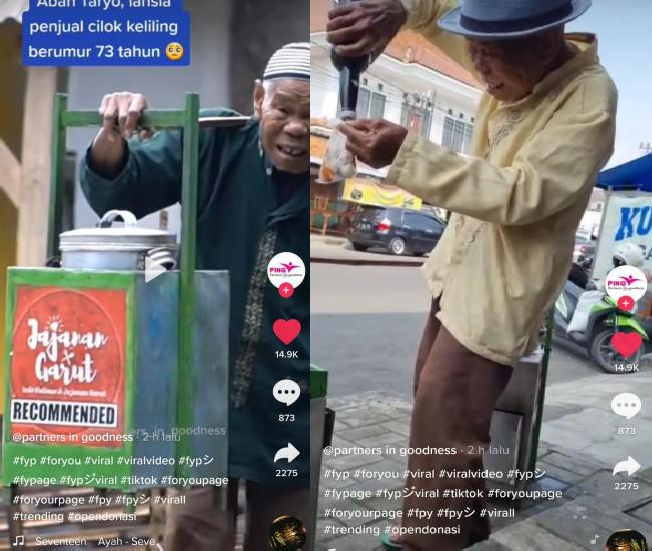 Abah Taryo, lansia
penjual cilok keliling
berumur 73 tahun 🥺
Jajanan
Garut
RECOMMENDED
PING
14.9K
873
2275
@partners in goodness · 2 h lalu
#fyp #foryou #viral #viralvideo #fypシ
#fypage #fypジviral #tiktok #foryoupage
#foryourpage #fpy #fpyシ #virall
#trending #opendonasi
Seventeen Ayah - Seve
KU
PING
14.9K
873
2275
@partners in goodness · 2 h lalu
#fyp #foryou #viral #viralvideo #fypシ
#fypage #fypジviral #tiktok #foryoupage
#foryourpage #fpy #fpyシ #virall
#trending #opendonasi